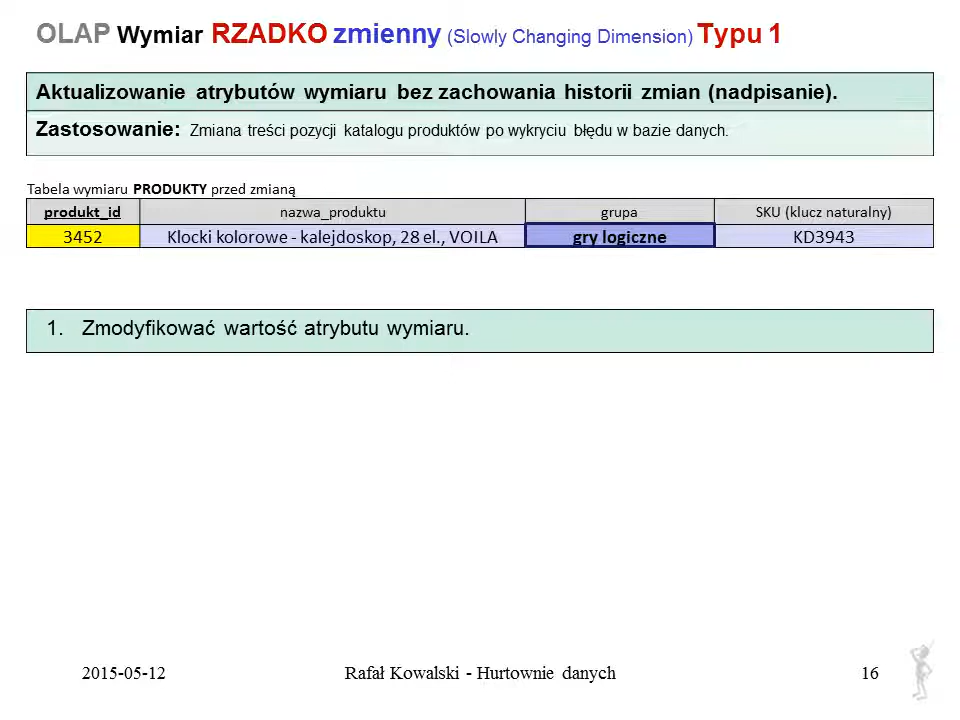 OLAP Wymiar RZADKO zmienny (Slowly Changing Dimension) Typu 1
Aktualizowanie atrybutów wymiaru bez zachowania historii zmian (nadpisanie).
Zastosowanie: Zmiana treści pozycji katalogu produktów po wykryciu błędu w bazie danych.
Tabela wymiaru PRODUKTY przed zmianą
produkt_id nazwa_produktu grupa SKU (klucz naturalny)
3452 Klocki kolorowe - kalejdoskop, 28 el., VOILA gry logiczne KD3943
1. Zmodyfikować wartość atrybutu wymiaru.
2015-05-12 Rafał Kowalski - Hurtownie danych 16